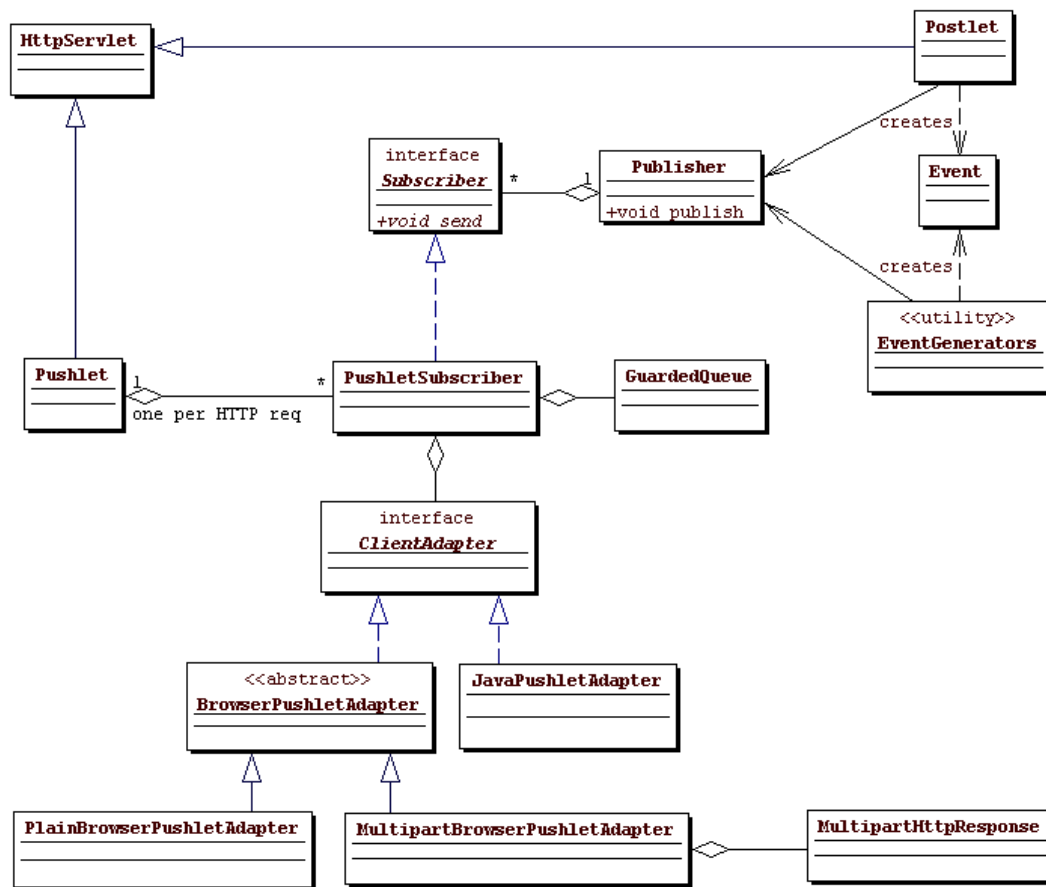 HttpServlet
Postlet
creates
interface
Subscriber
+void send
*
1
Publisher
+void publish
Event
creates
<<utility>>
EventGenerators
Pushlet
1
one per HTTP req
*
PushletSubscriber
GuardedQueue
interface
ClientAdapter
<<abstract>>
BrowserPushletAdapter
JavaPushletAdapter
PlainBrowserPushletAdapter
MultipartBrowserPushletAdapter
MultipartHttpResponse